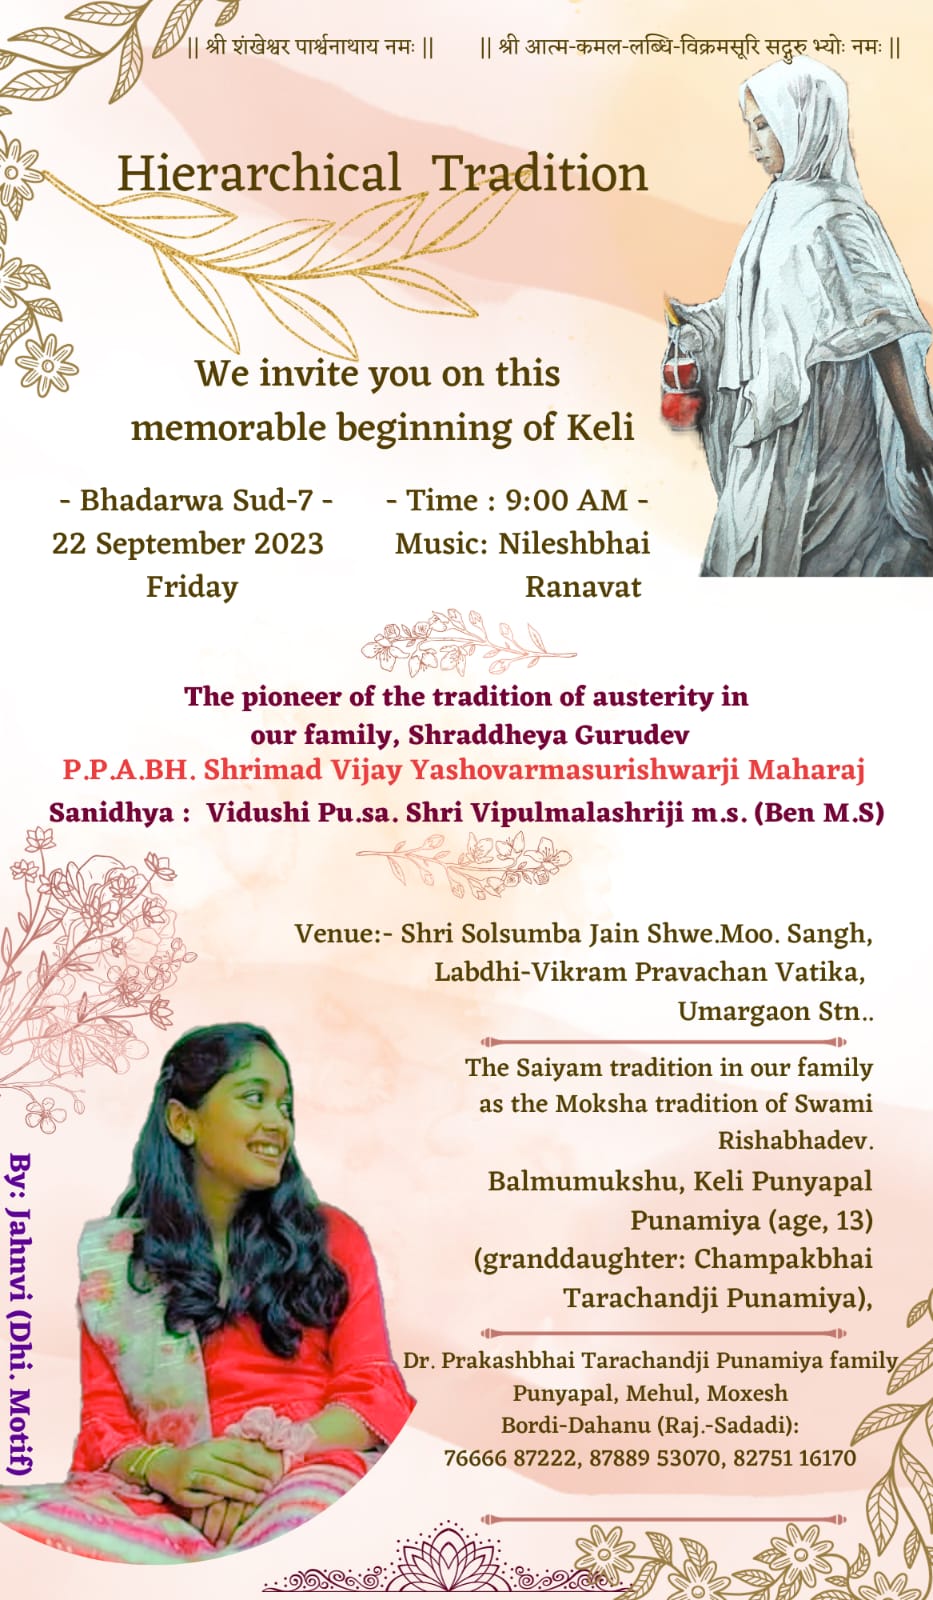 || श्री शंखेश्वर पार्श्वनाथाय नमः ||
|| श्री आत्म-कमल-लब्धि-विक्रमसूरि सद्गुरु भ्योः नमः ||
Hierarchical Tradition
We invite you on this
memorable beginning of Keli
- Bhadarwa Sud-7 -
22 September 2023
Friday
- Time : 9:00 AM -
Music: Nileshbhai
Ranavat
The pioneer of the tradition of austerity in
our family, Shraddheya Gurudev
P.P.A.BH. Shrimad Vijay Yashovarmasurishwarji Maharaj
Sanidhya : Vidushi Pu.sa. Shri Vipulmalashriji m.s. (Ben M.S)
Venue:- Shri Solsumba Jain Shwe.Moo. Sangh,
Labdhi-Vikram Pravachan Vatika,
Umargaon Stn..
The Saiyam tradition in our family
as the Moksha tradition of Swami
Rishabhadev.
Balmumukshu, Keli Punyapal
Punamiya (age, 13)
(granddaughter: Champakbhai
Tarachandji Punamiya),
Dr. Prakashbhai Tarachandji Punamiya family
Punyapal, Mehul, Moxesh
Bordi-Dahanu (Raj.-Sadadi):
76666 87222, 87889 53070, 82751 16170
By: Jahnvi (Dhi. Motif)